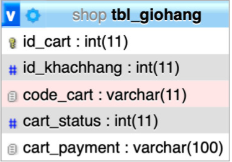 v shop tbl_giohang
id_cart : int(11)
# id_khachhang : int(11)
code_cart : varchar(11)
# cart_status : int(11)
cart_payment : varchar(100)